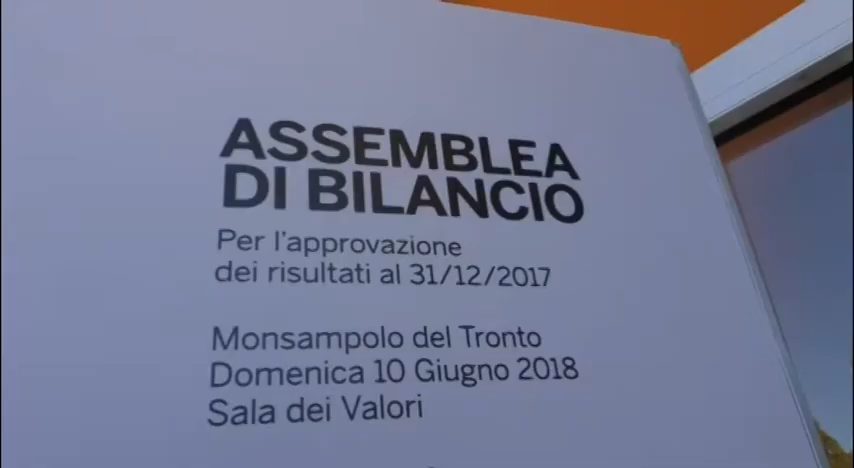 ASSEMBLEA
DI BILANCIO
Per l'approvazione
dei risultati al 31/12/2017
Monsampolo del Tronto
Domenica 10 Giugno 2018
Sala dei Valori